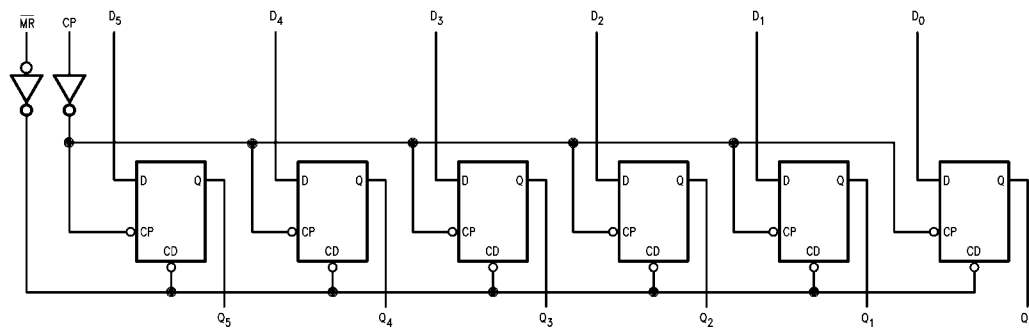 M̅R̅ CP D5 D4 D3 D2 D1 D0
D Q D Q D Q D Q D Q D Q
CP CP CP CP CP CP
CD CD CD CD CD CD
Q5 Q4 Q3 Q2 Q1 Q